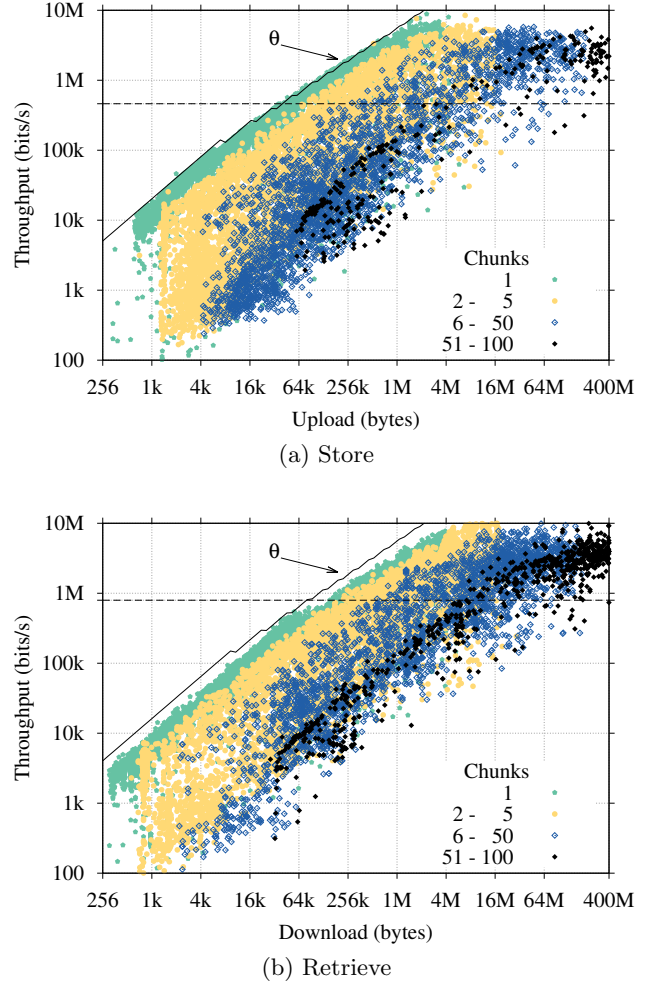 10M
1M
100k
10k
1k
100
Throughput (bits/s)
θ
Chunks
1
2 - 5
6 - 50
51 - 100
256 1k 4k 16k 64k 256k 1M 4M 16M 64M 400M
Upload (bytes)
(a) Store
10M
1M
100k
10k
1k
100
Throughput (bits/s)
θ
Chunks
1
2 - 5
6 - 50
51 - 100
256 1k 4k 16k 64k 256k 1M 4M 16M 64M 400M
Download (bytes)
(b) Retrieve